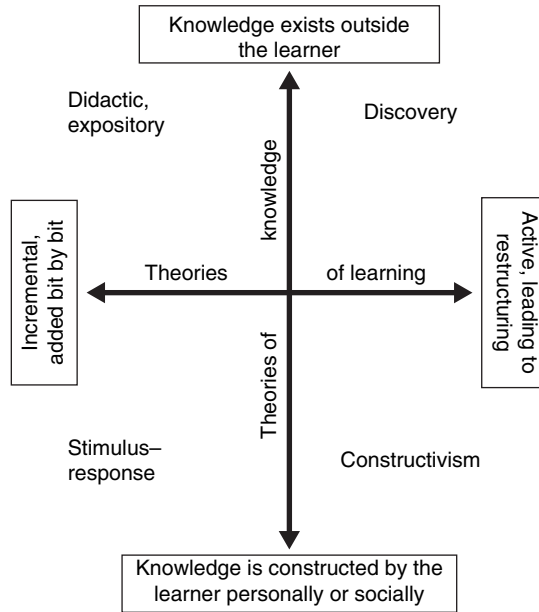 Knowledge exists outside
the learner
Didactic,
expository
Discovery
knowledge
Incremental,
added bit by bit
Theories
of learning
Active, leading to
restructuring
Theories of
Stimulus–
response
Constructivism
Knowledge is constructed by the
learner personally or socially